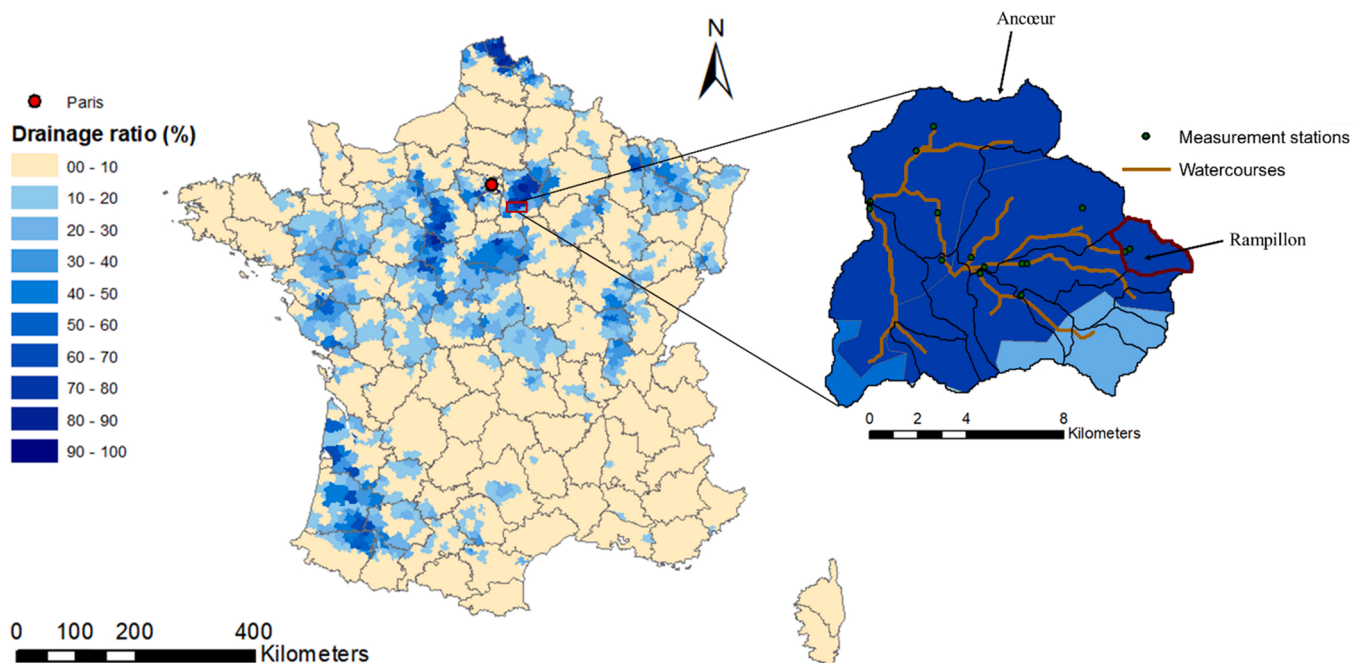 Ancœur
N
Paris
Drainage ratio (%)
00 - 10
10 - 20
20 - 30
30 - 40
40 - 50
50 - 60
60 - 70
70 - 80
80 - 90
90 - 100
Measurement stations
Watercourses
Rampillon
0 2 4 8
Kilometers
0 100 200 400
Kilometers